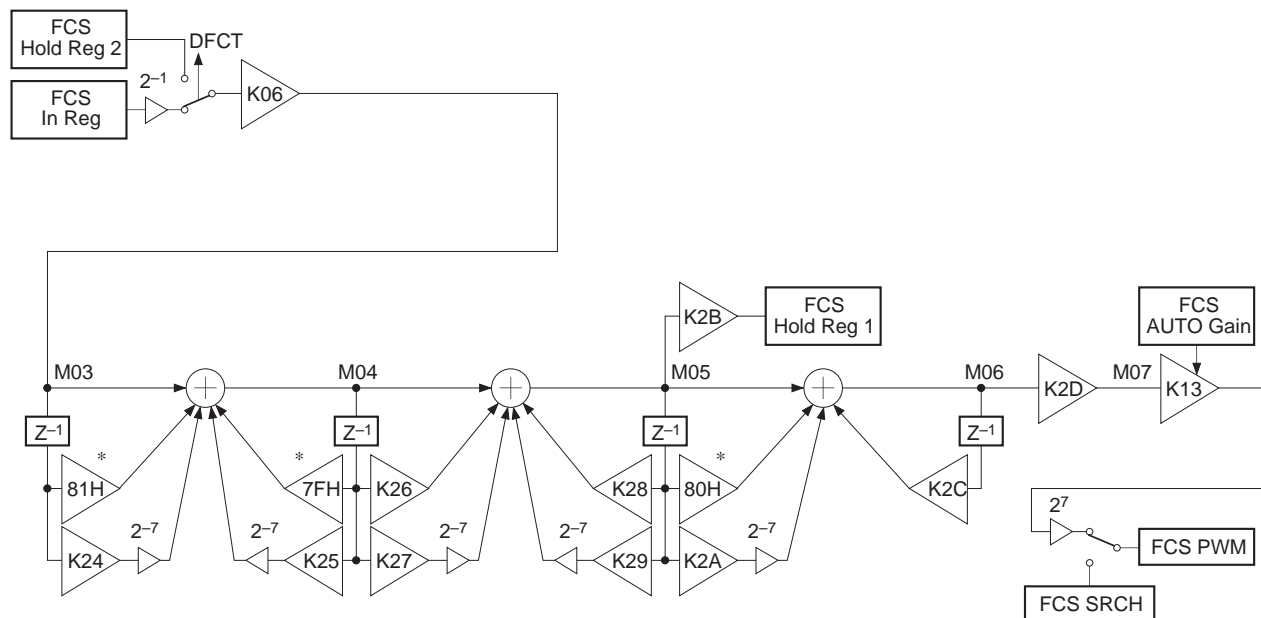 FCS
Hold Reg 2
DFCT
2–1
FCS
In Reg
K06
K2B
FCS
Hold Reg 1
FCS
AUTO Gain
M03
M04
M05
M06
K2D
M07
K13
Z–1
Z–1
Z–1
Z–1
81H
*
*
7FH
K26
K28
80H
*
K2C
K24
2–7
2–7
K25
K27
2–7
2–7
K29
K2A
2–7
27
FCS PWM
FCS SRCH